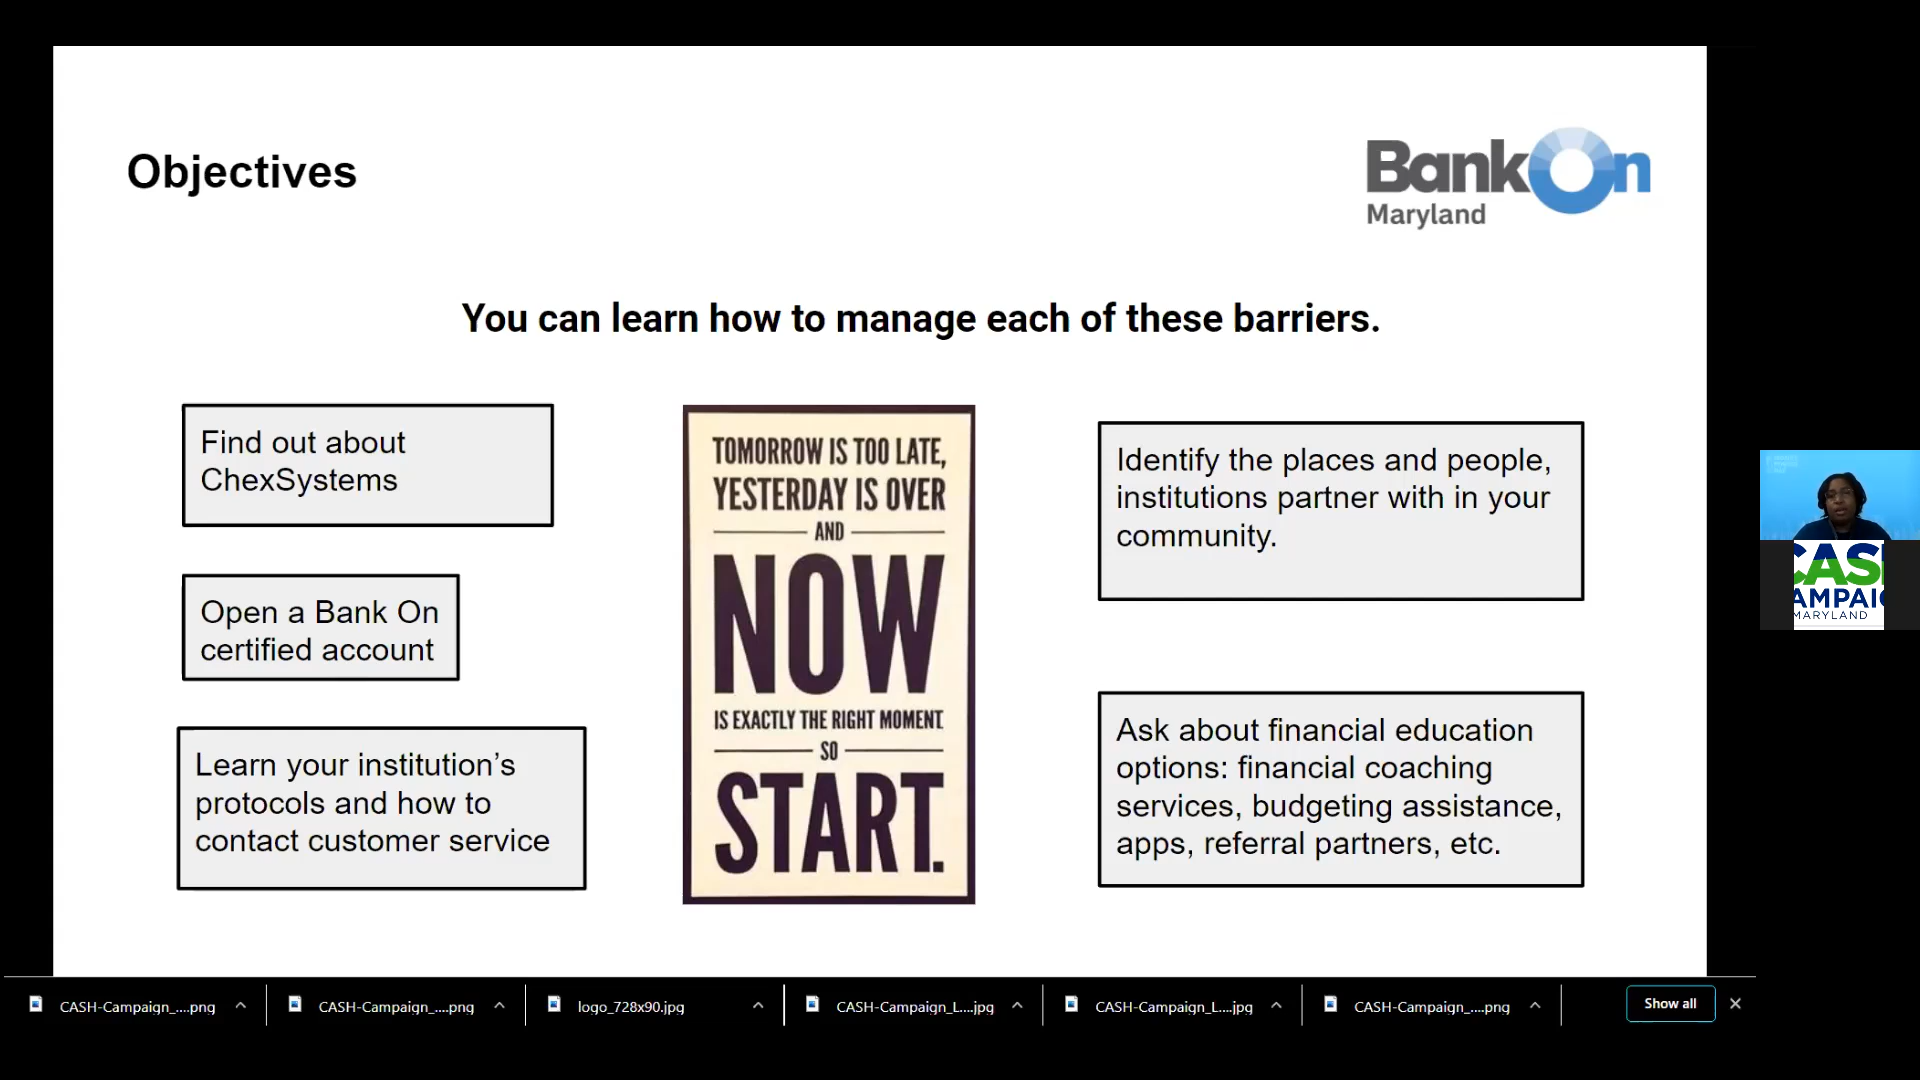 Objectives
BankOn
Maryland
You can learn how to manage each of these barriers.
Find out about
ChexSystems
Open a Bank On
certified account
Learn your institution’s
protocols and how to
contact customer service
TOMORROW IS TOO LATE,
YESTERDAY IS OVER
AND
NOW
IS EXACTLY THE RIGHT MOMENT
SO
START.
Identify the places and people,
institutions partner with in your
community.
Ask about financial education
options: financial coaching
services, budgeting assistance,
apps, referral partners, etc.
CAS
AMPAI
MARYLAND
CASH-Campaign_....png
CASH-Campaign_....png
logo_728x90.jpg
CASH-Campaign_L....jpg
CASH-Campaign_L....jpg
CASH-Campaign_....png
Show all